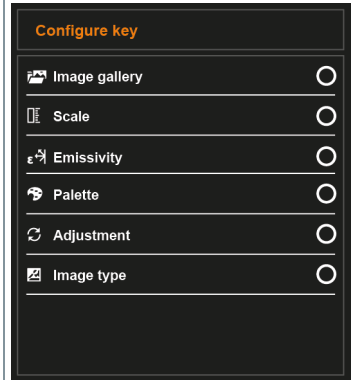 Configure key
Image gallery
Scale
Emissivity
Palette
Adjustment
Image type